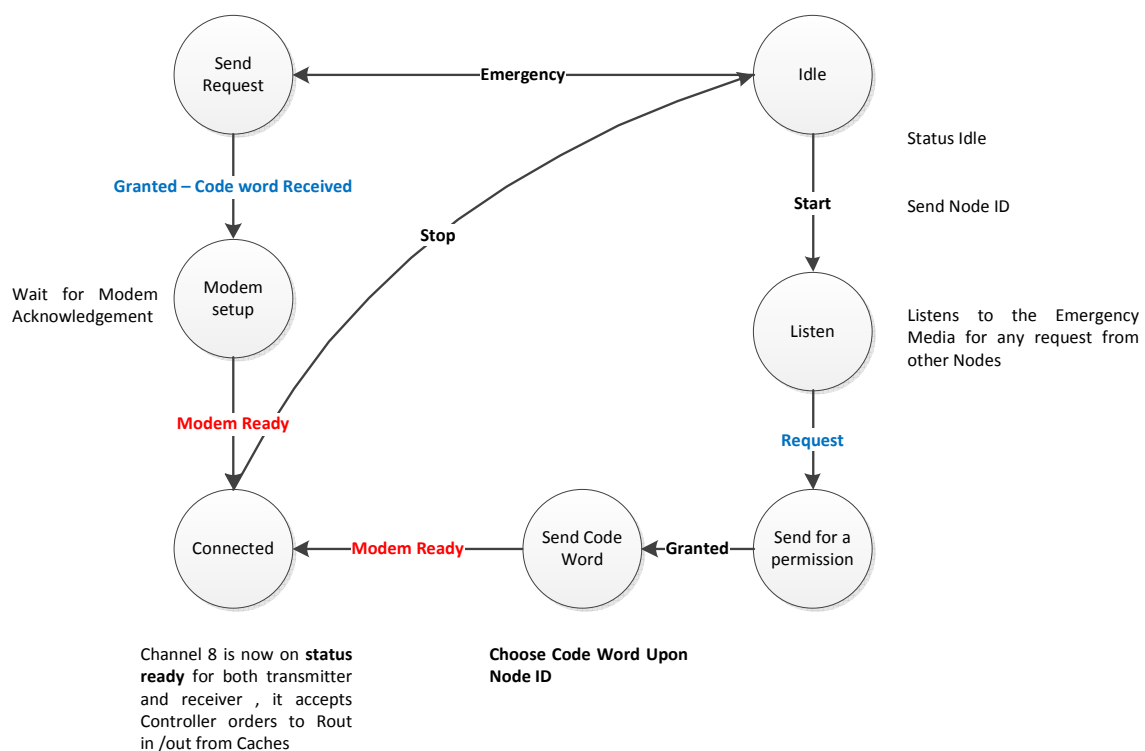 Send
Request
Emergency
Idle
Status Idle
Granted – Code word Received
Start
Send Node ID
Stop
Wait for Modem
Acknowledgement
Modem
setup
Listen
Listens to the Emergency
Media for any request from
other Nodes
Modem Ready
Request
Connected
Modem Ready
Send Code
Word
Granted
Send for a
permission
Channel 8 is now on status
ready for both transmitter
and receiver , it accepts
Controller orders to Rout
in /out from Caches
Choose Code Word Upon
Node ID